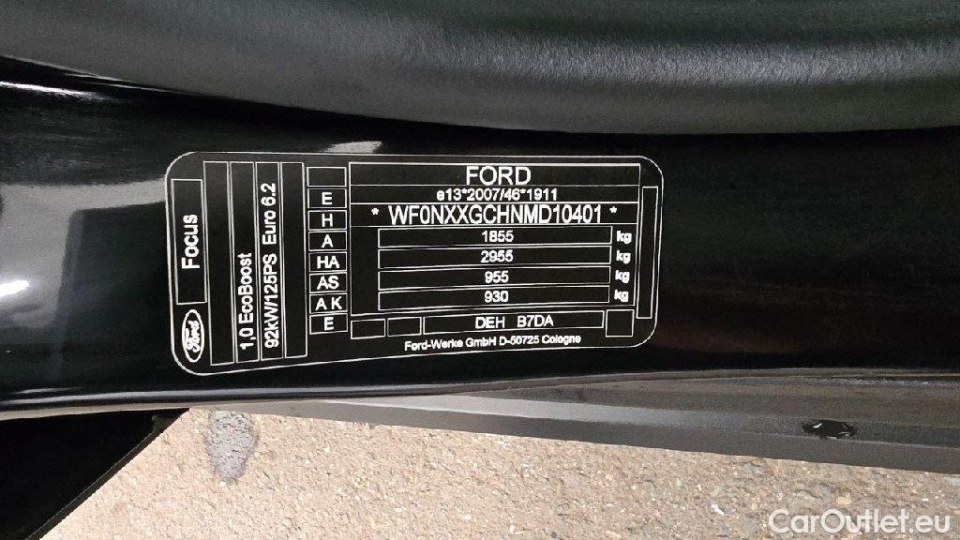 FORD
e13*2007/46*1911
* WF0NXXGCHNMD10401 *
1855 kg
2955 kg
955 kg
930 kg
DEH B7DA
Ford-Werke GmbH D-50725 Cologne
E
H
A
HA
AS
A K
E
Focus
Ford
1,0 EcoBoost
92kW/125PS Euro 6.2
CarOutlet.eu